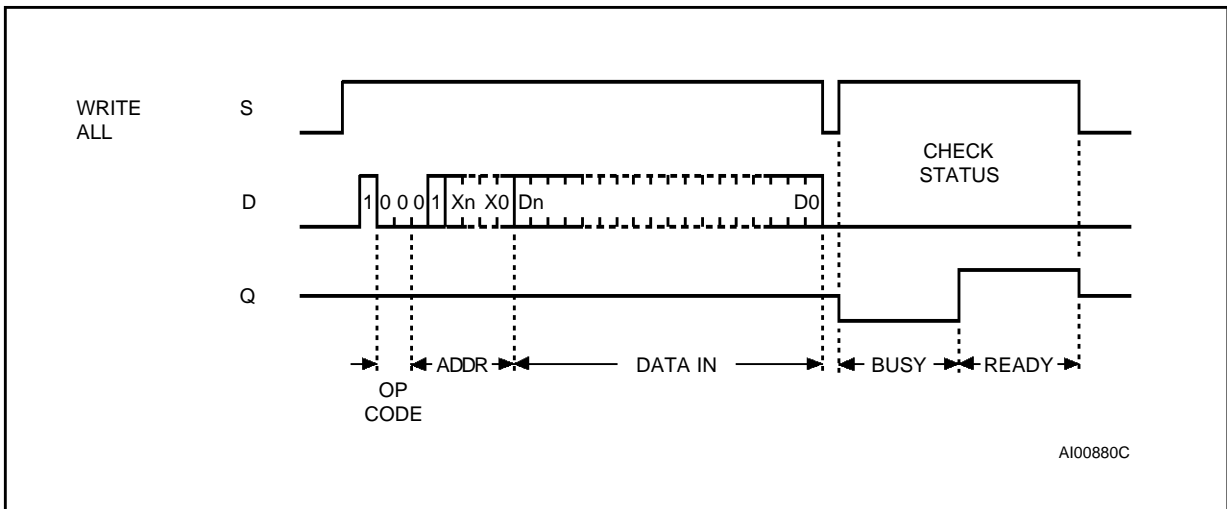 WRITE ALL
S
CHECK STATUS
D
1 0 0 0 1 Xn X0 Dn D0
Q
ADDR DATA IN BUSY READY
OP CODE
AI00880C